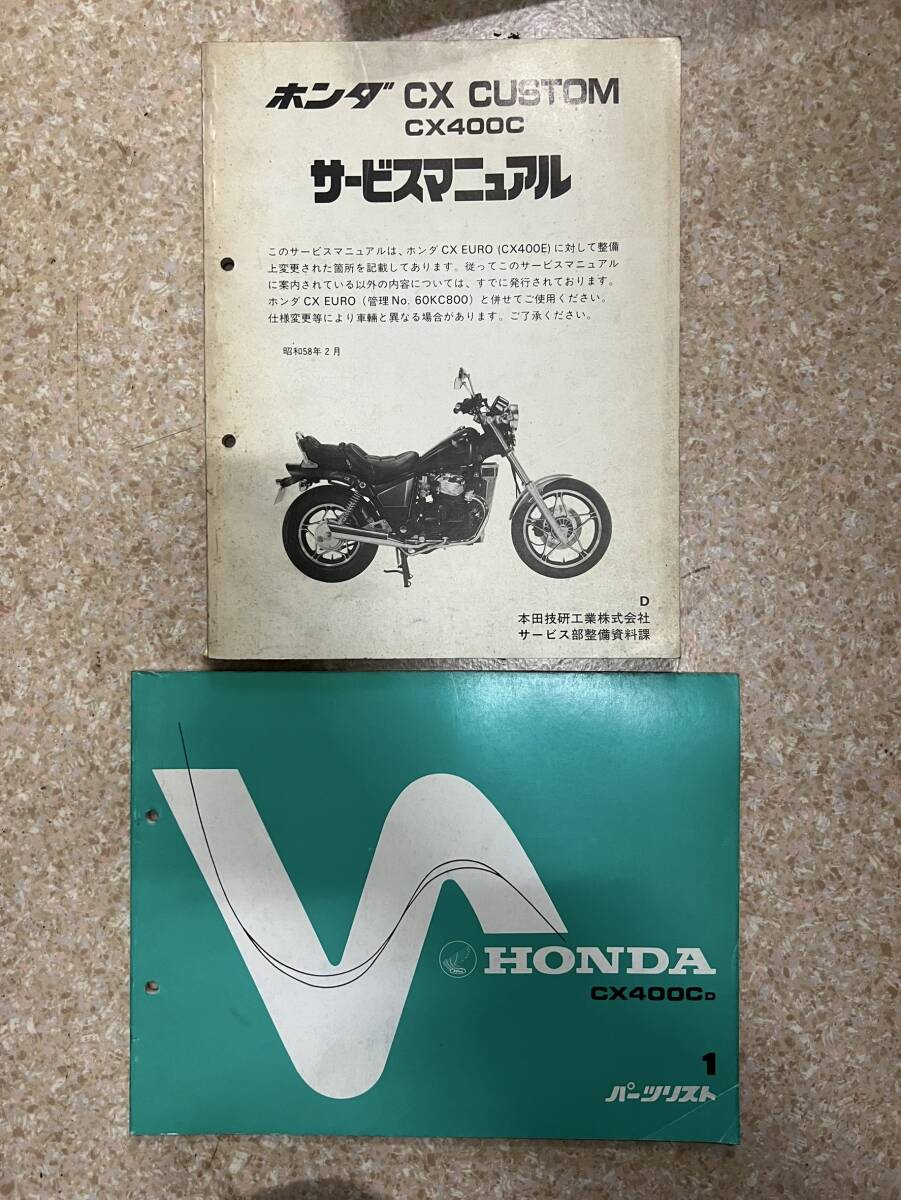 ホンダ CX CUSTOM
CX400C
サービスマニュアル
このサービスマニュアルは、ホンダ CX EURO (CX400E) に対して整備
上変更された箇所を記載してあります。従ってこのサービスマニュアル
に案内されている以外の内容については、すでに発行されております。
ホンダ CX EURO（管理No. 60KC800）と併せてご使用ください。
仕様変更等により車輛と異なる場合があります。ご了承ください。
昭和58年2月
D
本田技研工業株式会社
サービス部整備資料課
HONDA
CX400CD
1
パーツリスト